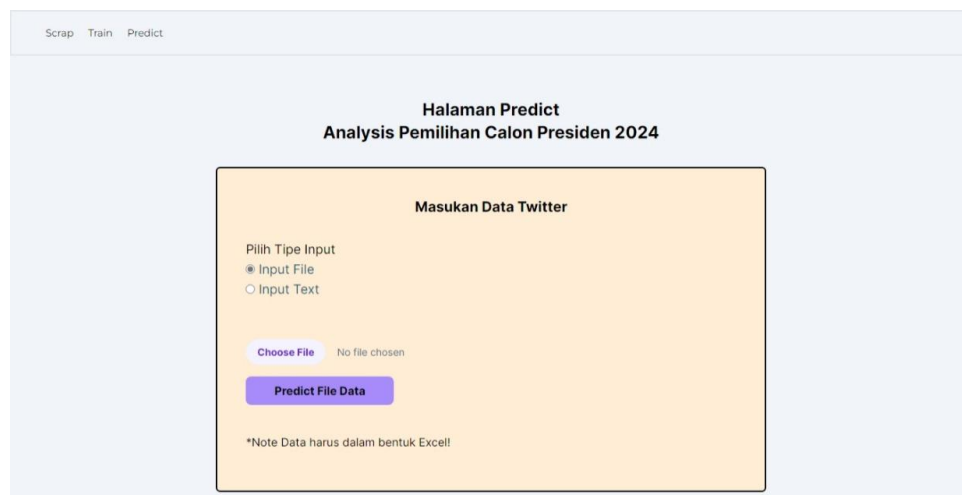 Scrap Train Predict
Halaman Predict
Analysis Pemilihan Calon Presiden 2024
Masukan Data Twitter
Pilih Tipe Input
Input File
Input Text
Choose File No file chosen
Predict File Data
*Note Data harus dalam bentuk Excel!